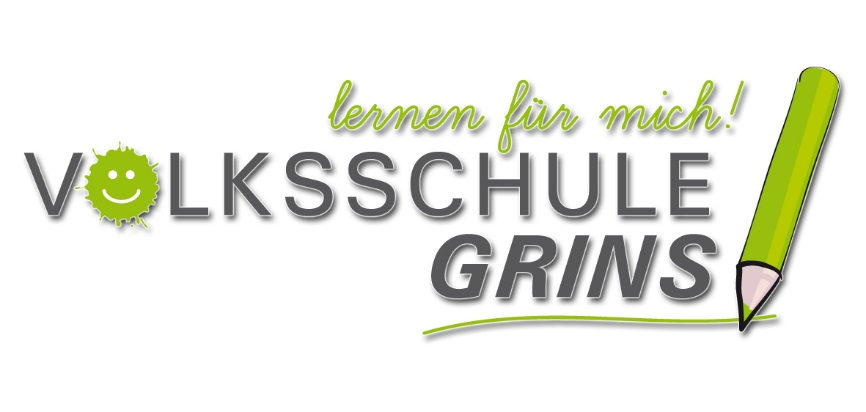 lernen für mich!
VOLKSSCHULE
GRINS